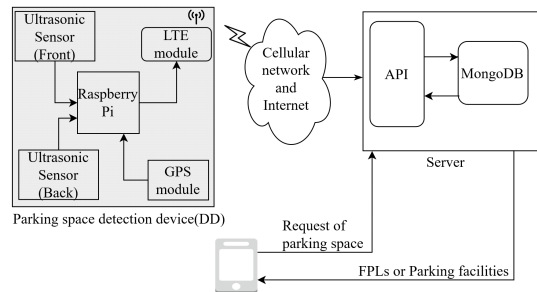 Ultrasonic
Sensor
(Front)
LTE
module
Raspberry
Pi
Ultrasonic
Sensor
(Back)
GPS
module
Parking space detection device(DD)
Cellular
network
and
Internet
API
MongoDB
Server
Request of
parking space
FPLs or Parking facilities